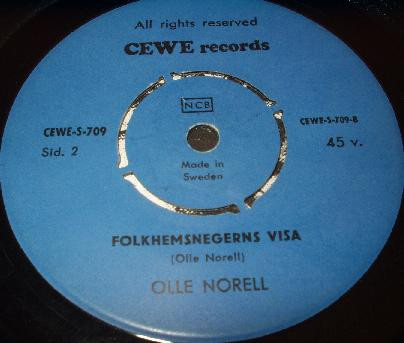 All rights reserved
CEWE records
NCB
CEWE-S-709
Sid. 2
CEWE-S-709-B
45 v.
Made in
Sweden
FOLKHEMSNEGERNS VISA
(Olle Norell)
OLLE NORELL